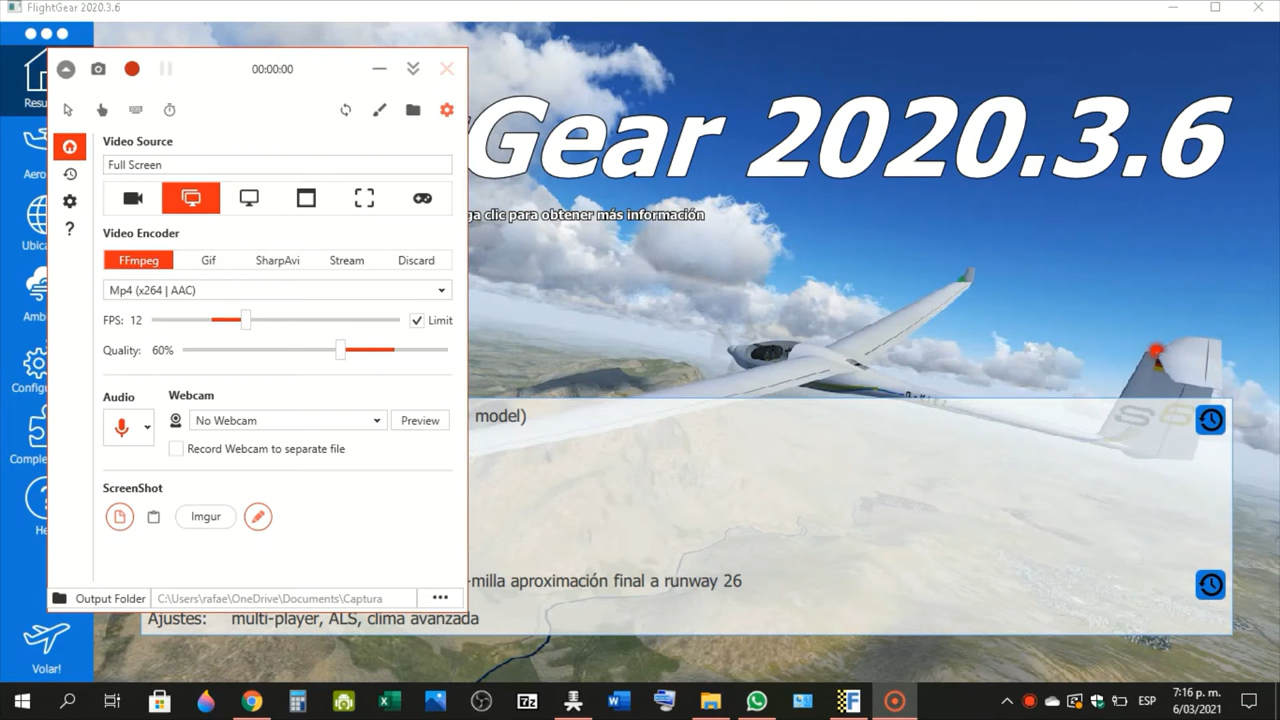 FlightGear 2020.3.6
Resu
Aero
Ubica
Amb
Config
Comple
He
Volar!
00:00:00
Video Source
Full Screen
Video Encoder
FFmpeg Gif SharpAvi Stream Discard
Mp4 (x264 | AAC)
FPS: 12 Limit
Quality: 60%
Audio
Webcam
No Webcam Preview
Record Webcam to separate file
ScreenShot
Imgur
Output Folder C:\Users\rafae\OneDrive\Documents\Captura ...
Gear 2020.3.6
ga clic para obtener más información
model)
-milla aproximación final a runway 26
Ajustes: multi-player, ALS, clima avanzada
S6
ESP
7:16 p. m.
6/03/2021